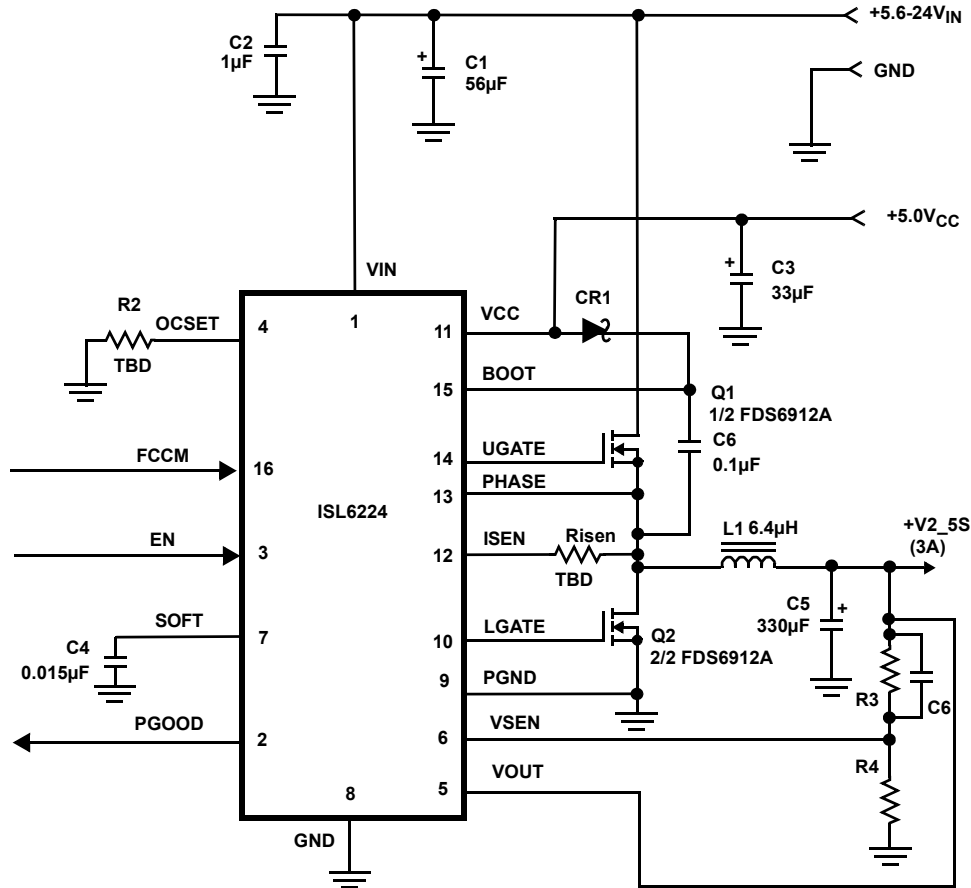 +5.6-24VIN
C2
1µF
C1
56µF
GND
+5.0VCC
C3
33µF
VIN
R2
OCSET
TBD
4
1
11
VCC
CR1
15
BOOT
Q1
1/2 FDS6912A
C6
0.1µF
FCCM
16
14
UGATE
13
PHASE
ISL6224
EN
3
12
ISEN
Risen
TBD
L1 6.4µH
+V2_5S
(3A)
SOFT
7
C4
0.015µF
10
LGATE
Q2
2/2 FDS6912A
C5
330µF
9
PGND
R3
C6
PGOOD
2
6
VSEN
R4
5
VOUT
8
GND